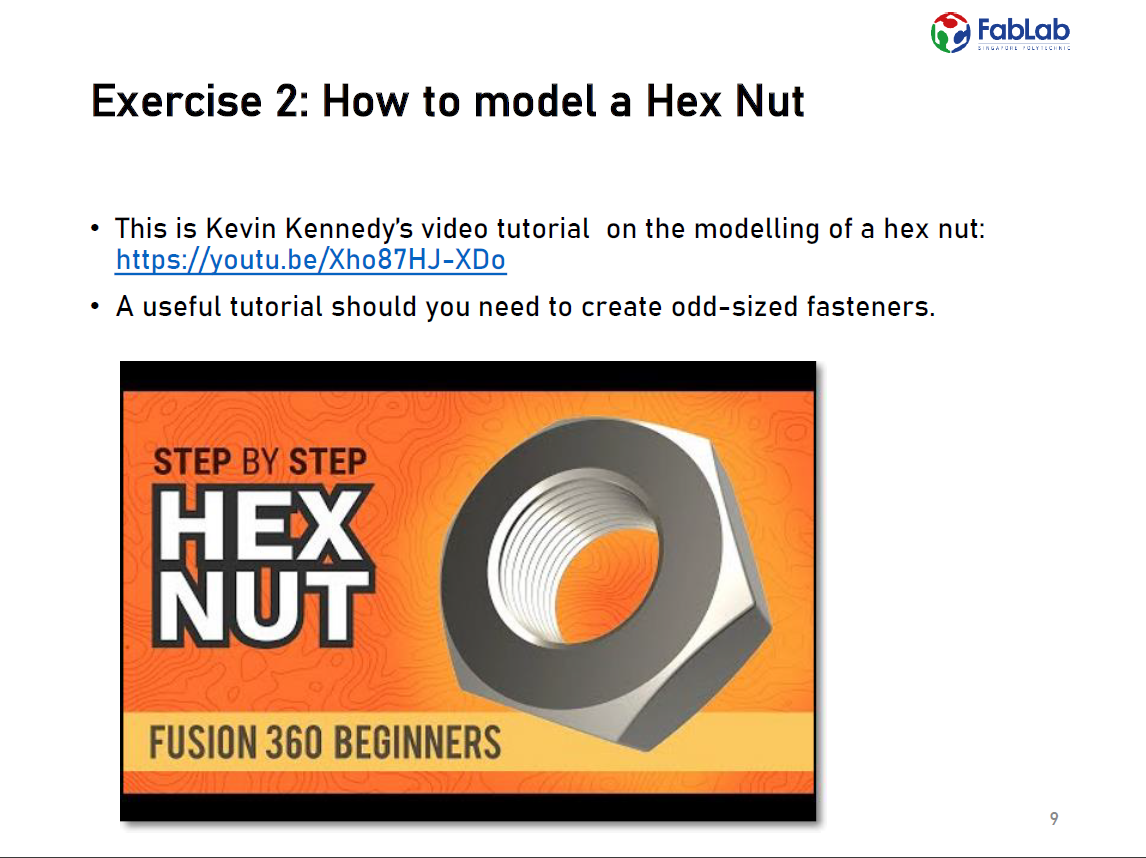 FabLab
SINGAPORE POLYTECHNIC
Exercise 2: How to model a Hex Nut
• This is Kevin Kennedy's video tutorial  on the modelling of a hex nut:
https://youtu.be/Xho87HJ-XDo
• A useful tutorial should you need to create odd-sized fasteners.
STEP BY STEP
HEX
NUT
FUSION 360 BEGINNERS
9